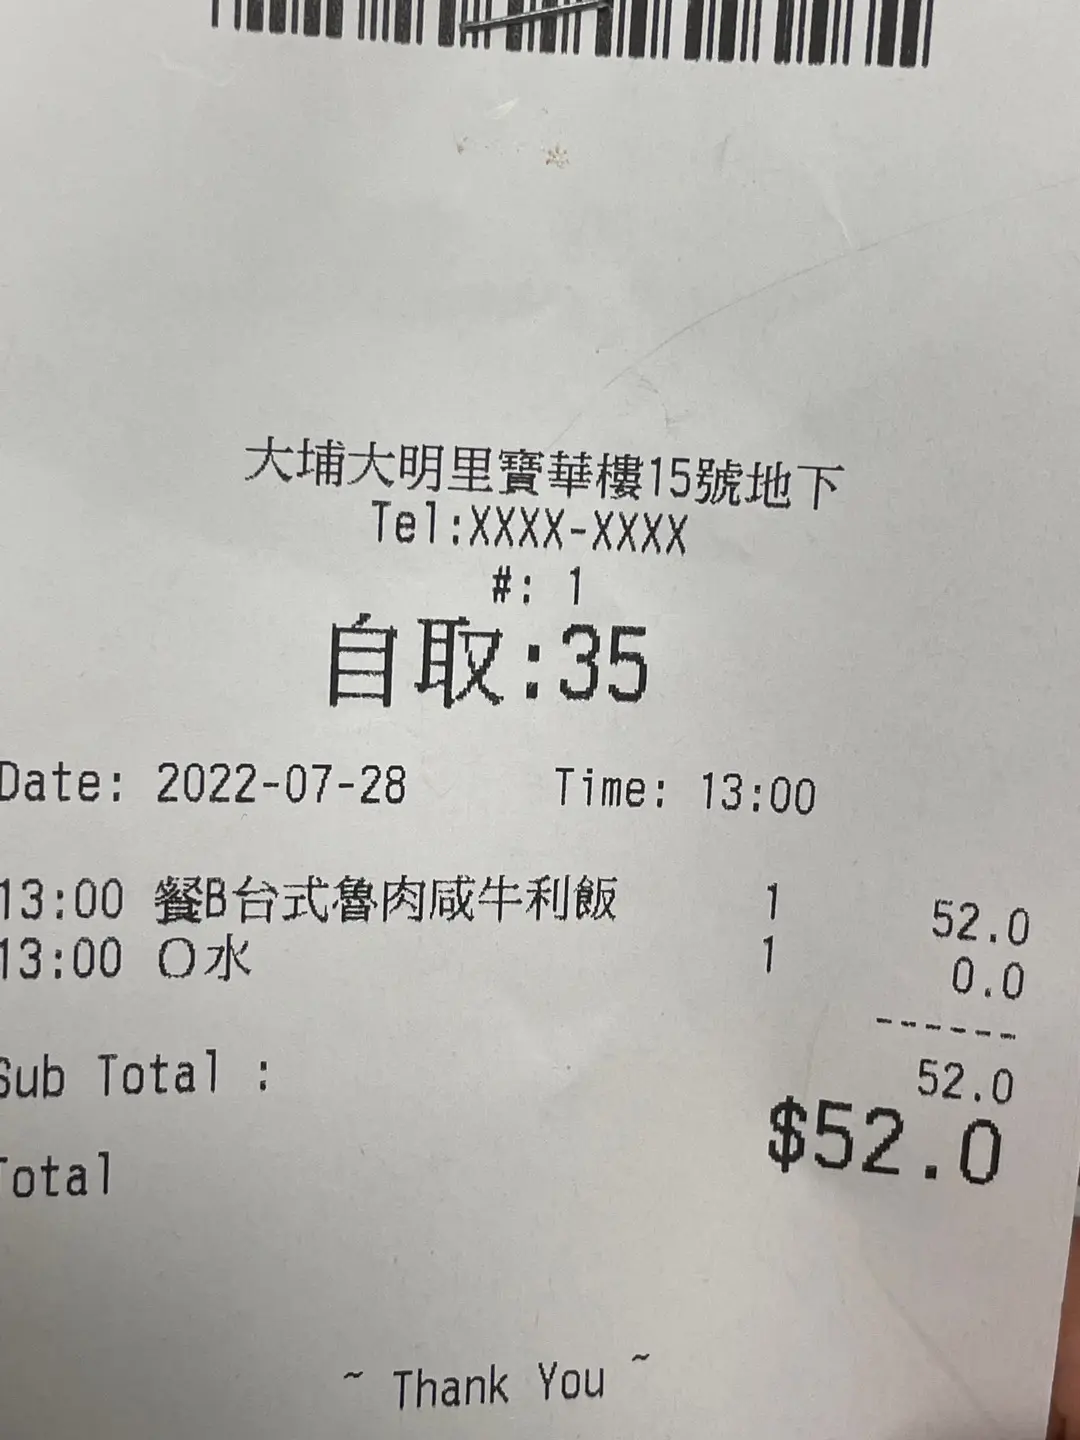 大埔大明里寶華樓15號地下
Tel:XXXX-XXXX
#: 1
自取:35
Date: 2022-07-28 Time: 13:00
13:00 餐B台式魯肉咸牛利飯 1 52.0
13:00 O水 1 0.0
------
Sub Total : 52.0
Total $52.0
~ Thank You ~